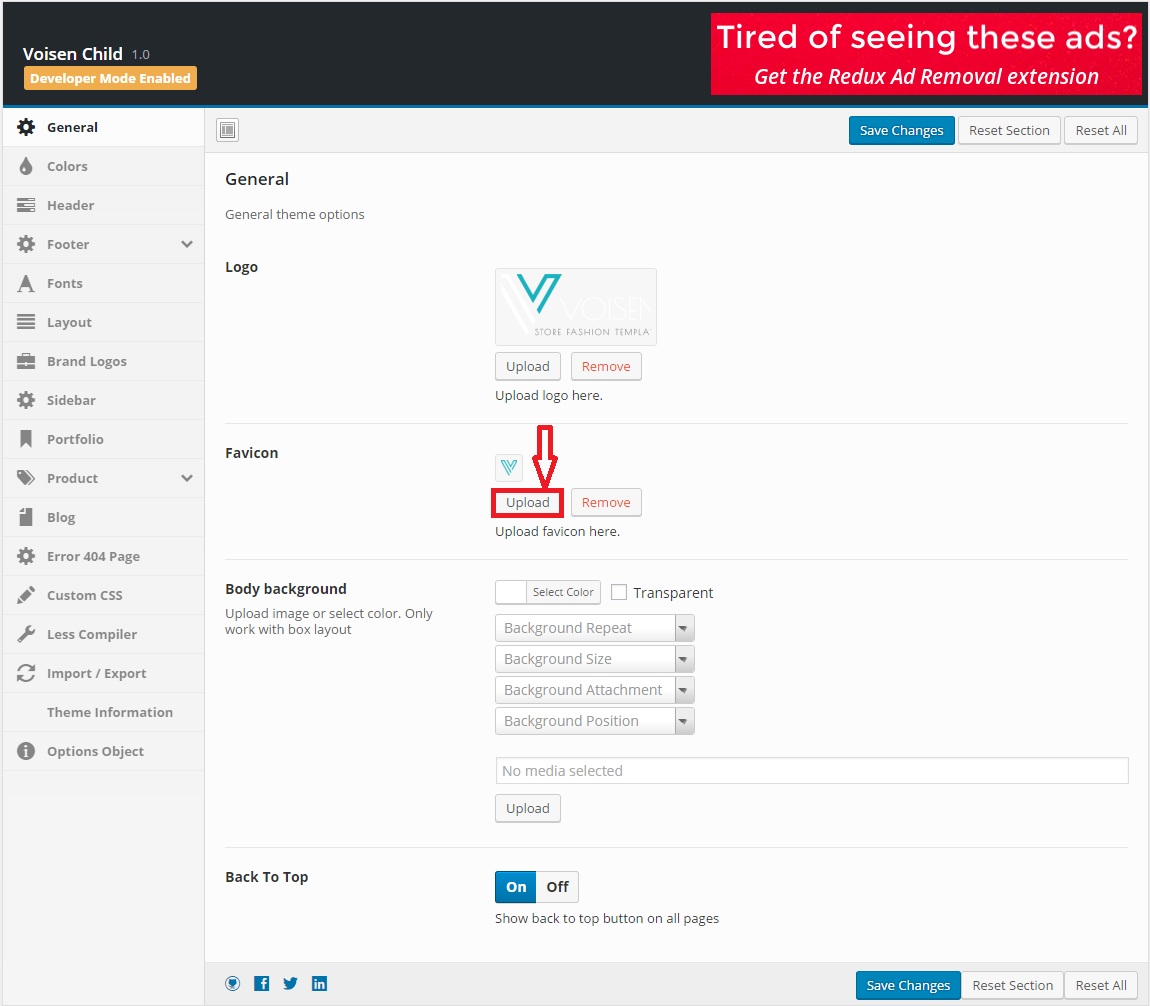 Voisen Child 1.0
Developer Mode Enabled
Tired of seeing these ads?
Get the Redux Ad Removal extension
General
Colors
Header
Footer
Fonts
Layout
Brand Logos
Sidebar
Portfolio
Product
Blog
Error 404 Page
Custom CSS
Less Compiler
Import / Export
Theme Information
Options Object
Save Changes
Reset Section
Reset All
General
General theme options
Logo
VOISEN
STORE FASHION TEMPLA
Upload
Remove
Upload logo here.
Favicon
Upload
Remove
Upload favicon here.
Body background
Upload image or select color. Only
work with box layout
Select Color
Transparent
Background Repeat
Background Size
Background Attachment
Background Position
No media selected
Upload
Back To Top
On
Off
Show back to top button on all pages
Save Changes
Reset Section
Reset All